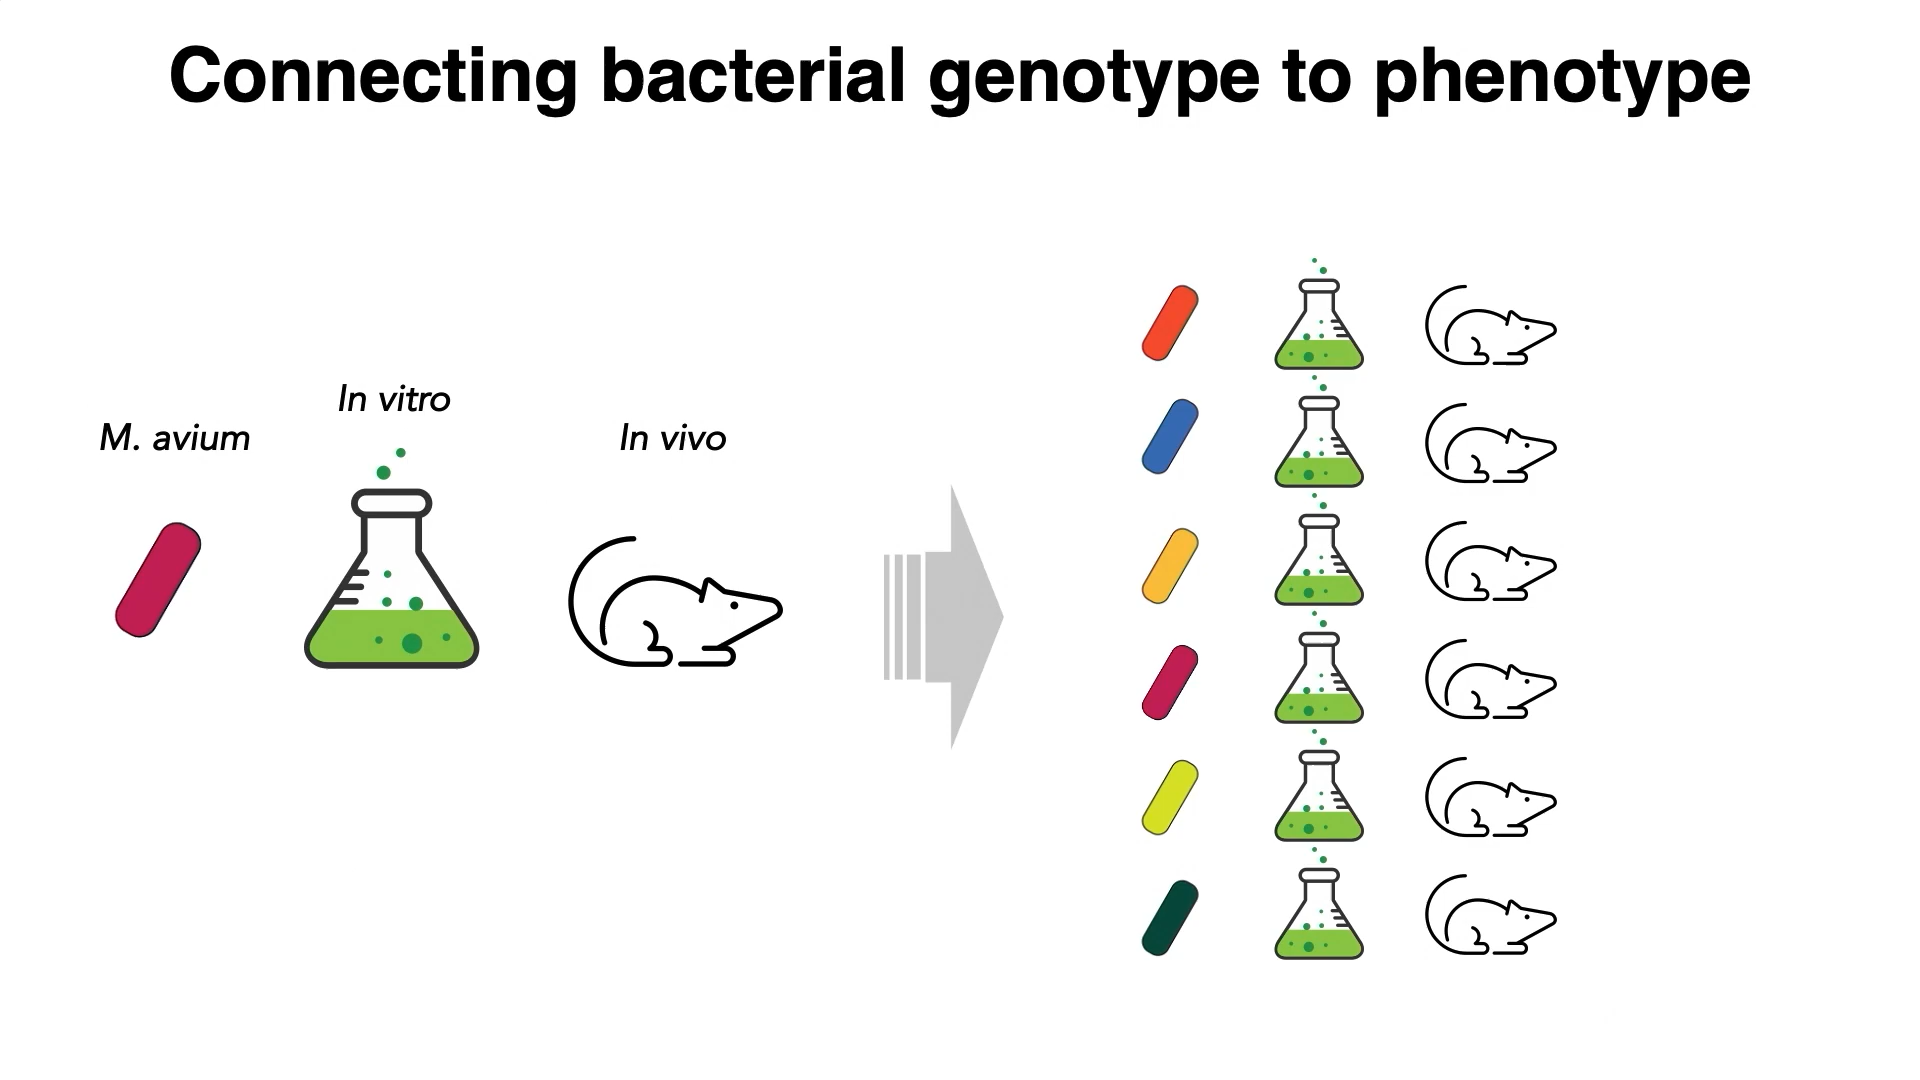 Connecting bacterial genotype to phenotype
In vitro
M. avium
In vivo